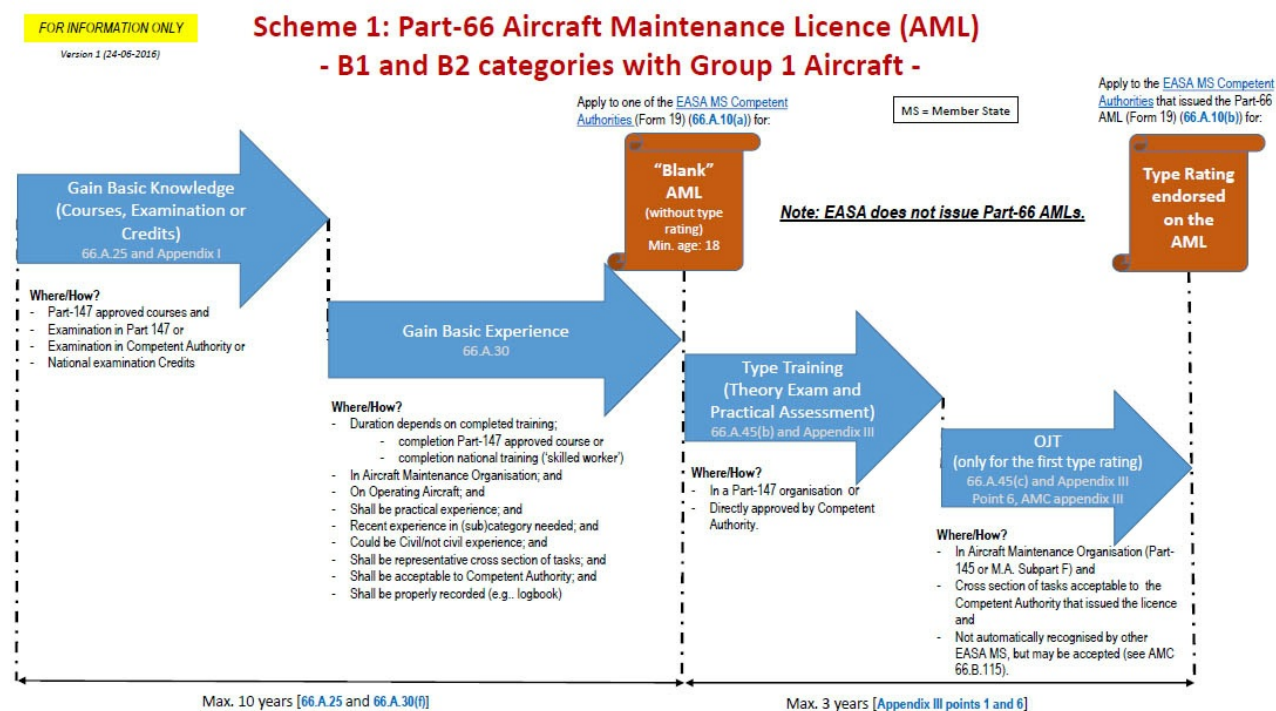 FOR INFORMATION ONLY
Version 1 (24-06-2016)
Scheme 1: Part-66 Aircraft Maintenance Licence (AML)
- B1 and B2 categories with Group 1 Aircraft -
Apply to one of the EASA MS Competent
Authorities (Form 19) (66.A.10(a)) for:
MS = Member State
Apply to the EASA MS Competent
Authorities that issued the Part-66
AML (Form 19) (66.A.10(b)) for:
"Blank"
AML
(without type
rating)
Min. age: 18
Type Rating
endorsed
on the
AML
Note: EASA does not issue Part-66 AMLs.
Gain Basic Knowledge
(Courses, Examination or
Credits)
66.A.25 and Appendix I
Where/How?
- Part-147 approved courses and
- Examination in Part 147 or
- Examination in Competent Authority or
- National examination Credits
Gain Basic Experience
66.A.30
Where/How?
- Duration depends on completed training;
- completion Part-147 approved course or
- completion national training ('skilled worker')
- In Aircraft Maintenance Organisation; and
- On Operating Aircraft; and
- Shall be practical experience; and
- Recent experience in (sub)category needed; and
- Could be Civil/not civil experience; and
- Shall be representative cross section of tasks; and
- Shall be acceptable to Competent Authority; and
- Shall be properly recorded (e.g.. logbook)
Type Training
(Theory Exam and
Practical Assessment)
66.A.45(b) and Appendix III
Where/How?
- In a Part-147 organisation or
- Directly approved by Competent
Authority.
OJT
(only for the first type rating)
66.A.45(c) and Appendix III
Point 6, AMC appendix III
Where/How?
- In Aircraft Maintenance Organisation (Part-
145 or M.A. Subpart F) and
- Cross section of tasks acceptable to the
Competent Authority that issued the licence
and
- Not automatically recognised by other
EASA MS, but may be accepted (see AMC
66.B.115).
Max. 10 years [66.A.25 and 66.A.30(f)]
Max. 3 years [Appendix III points 1 and 6]